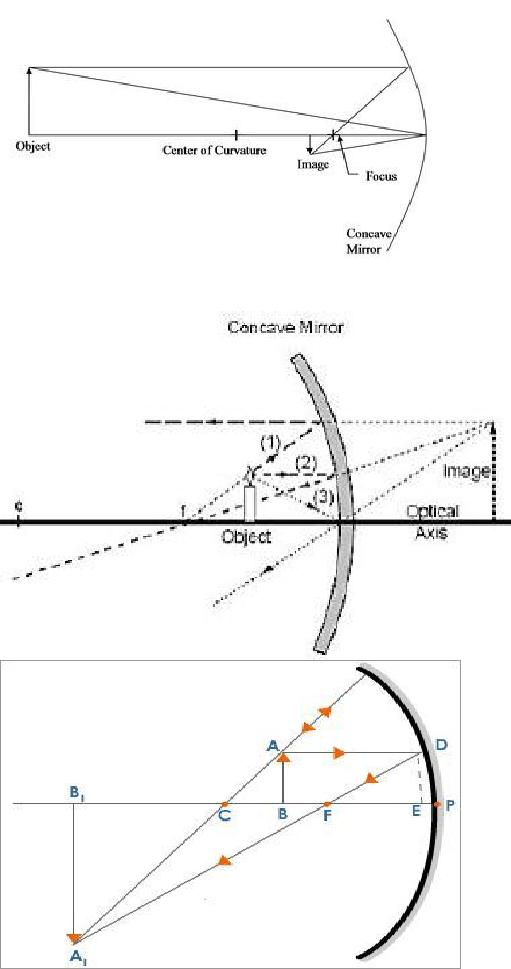 Object
Center of Curvature
Image
Focus
Concave
Mirror
Concave Mirror
(1)
(2)
(3)
c
f
Image
Object
Optical
Axis
A
D
B₁
C
B
F
E
P
A₁